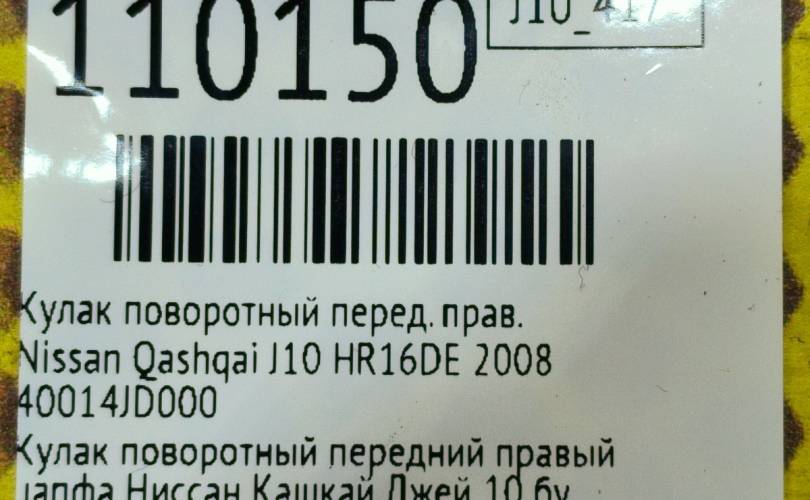 110150
J10_417
Кулак поворотный перед. прав.
Nissan Qashqai J10 HR16DE 2008
40014JD000
Кулак поворотный передний правый
цапфа Ниссан Кашкай Джей 10 бу